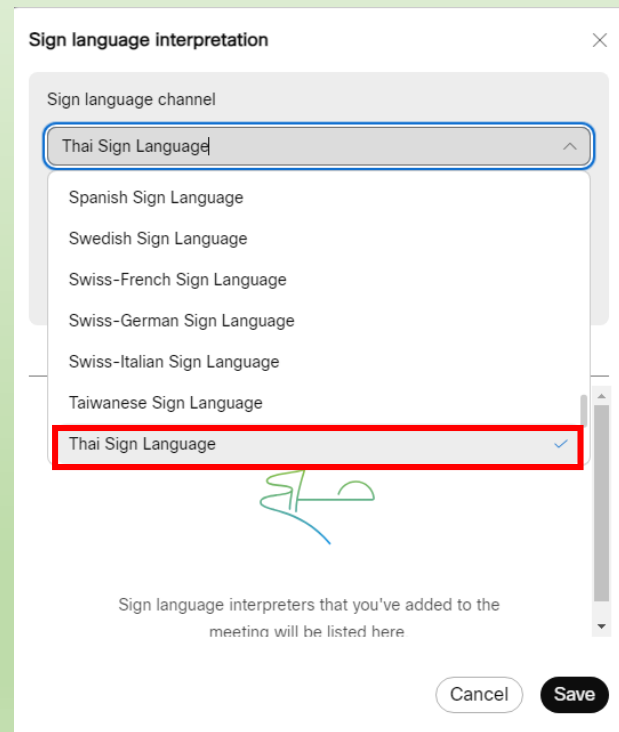 Sign language interpretation
Sign language channel
Thai Sign Language
Spanish Sign Language
Swedish Sign Language
Swiss-French Sign Language
Swiss-German Sign Language
Swiss-Italian Sign Language
Taiwanese Sign Language
Thai Sign Language
Sign language interpreters that you've added to the
meeting will be listed here
Cancel
Save